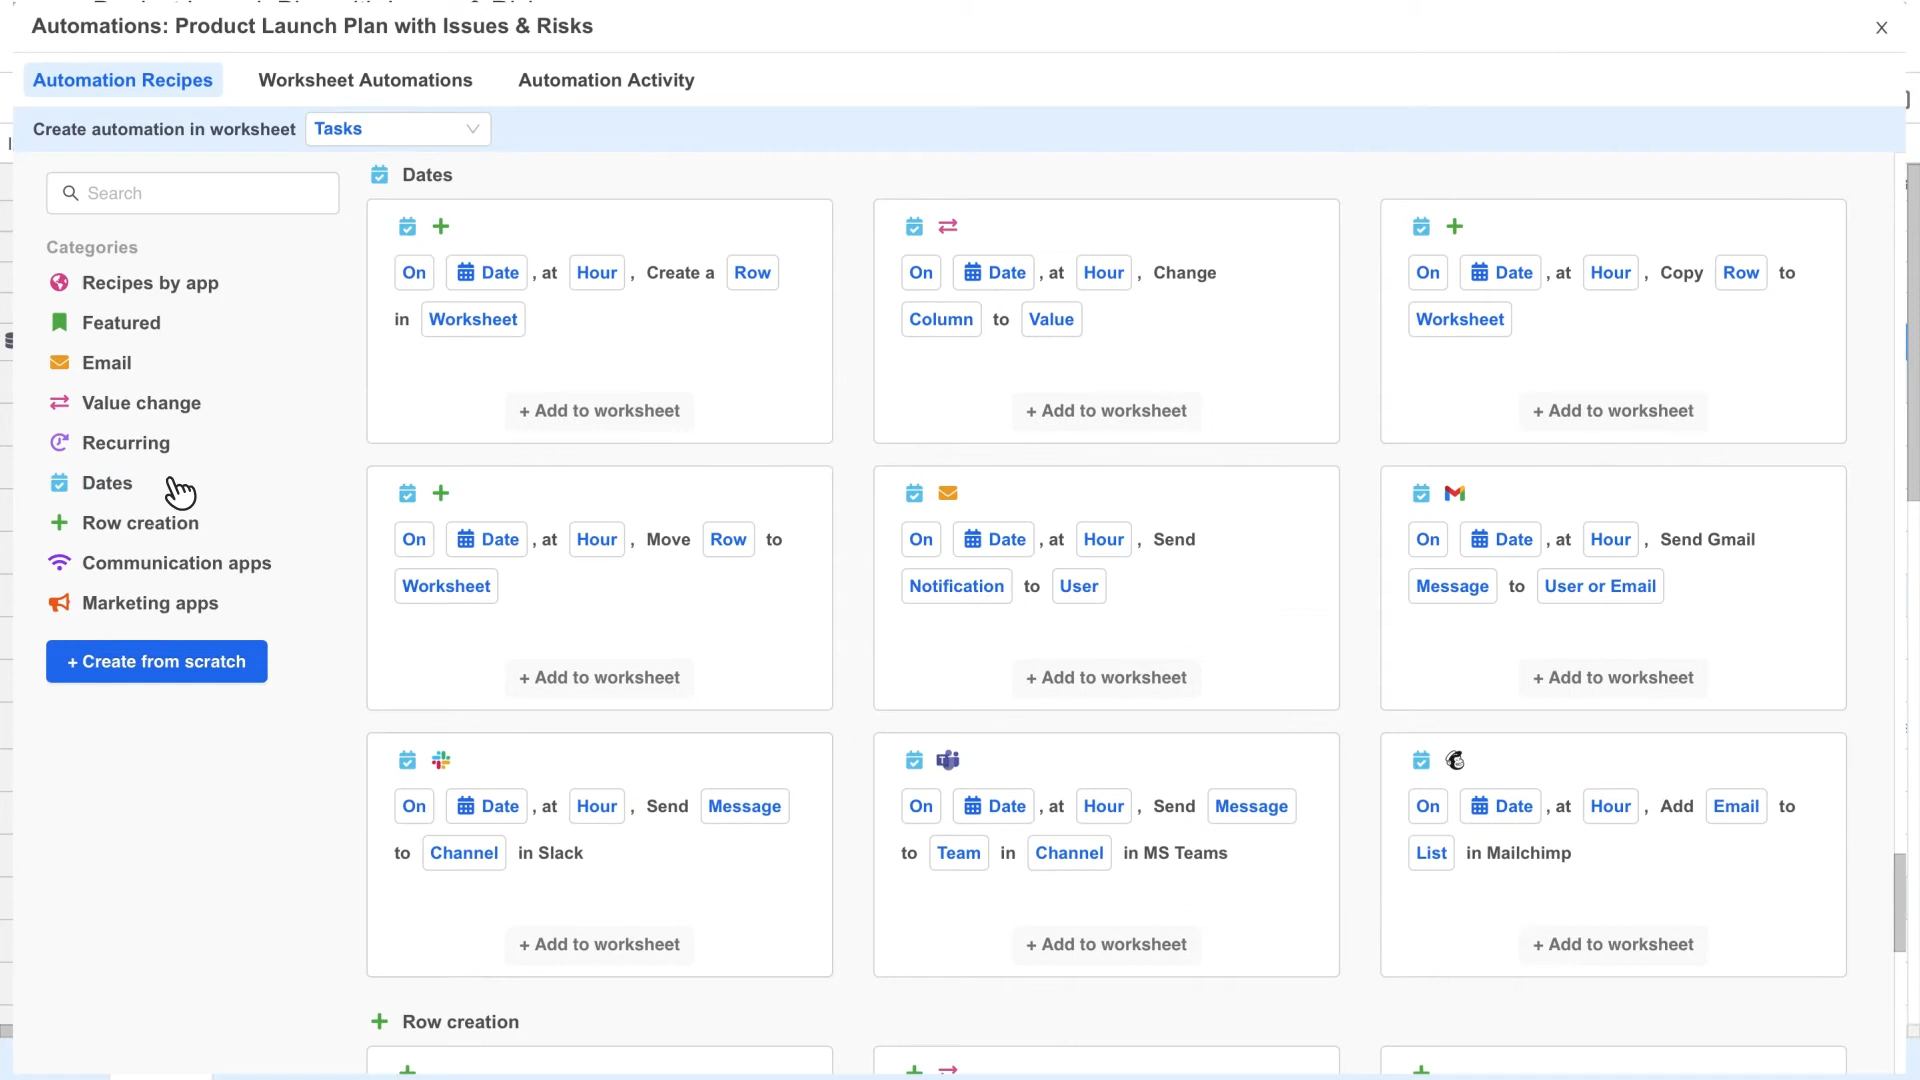 Automations: Product Launch Plan with Issues & Risks
Automation Recipes Worksheet Automations Automation Activity
Create automation in worksheet Tasks
Search
Categories
Recipes by app
Featured
Email
Value change
Recurring
Dates
Row creation
Communication apps
Marketing apps
+ Create from scratch
Dates
On Date , at Hour , Create a Row
in Worksheet
+ Add to worksheet
On Date , at Hour , Change
Column to Value
+ Add to worksheet
On Date , at Hour , Copy Row to
Worksheet
+ Add to worksheet
On Date , at Hour , Move Row to
Worksheet
+ Add to worksheet
On Date , at Hour , Send
Notification to User
+ Add to worksheet
On Date , at Hour , Send Gmail
Message to User or Email
+ Add to worksheet
On Date , at Hour , Send Message
to Channel in Slack
+ Add to worksheet
On Date , at Hour , Send Message
to Team in Channel in MS Teams
+ Add to worksheet
On Date , at Hour , Add Email to
List in Mailchimp
+ Add to worksheet
Row creation